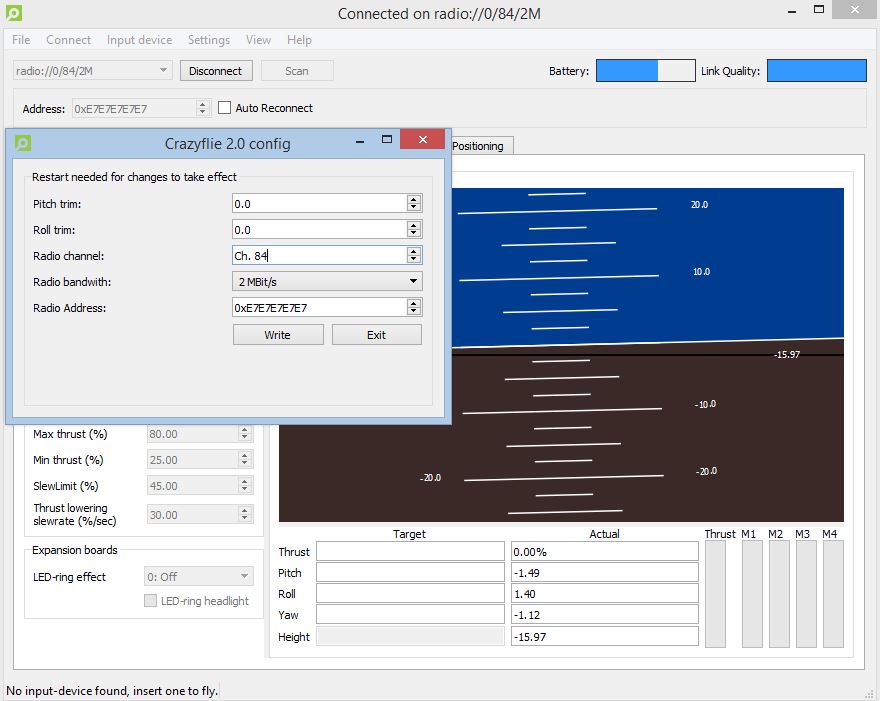 Connected on radio://0/84/2M
File Connect Input device Settings View Help
radio://0/84/2M Disconnect Scan Battery: Link Quality:
Address: 0xE7E7E7E7E7 Auto Reconnect
Crazyflie 2.0 config
Positioning
Restart needed for changes to take effect
Pitch trim: 0.0
Roll trim: 0.0
Radio channel: Ch. 84
Radio bandwith: 2 MBit/s
Radio Address: 0xE7E7E7E7E7
Write Exit
20.0
10.0
-15.97
-10.0
-20.0 -20.0
Max thrust (%) 80.00
Min thrust (%) 25.00
SlewLimit (%) 45.00
Thrust lowering
slewrate (%/sec) 30.00
Expansion boards
LED-ring effect 0: Off
LED-ring headlight
Target Actual Thrust M1 M2 M3 M4
Thrust 0.00%
Pitch -1.49
Roll 1.40
Yaw -1.12
Height -15.97
No input-device found, insert one to fly.